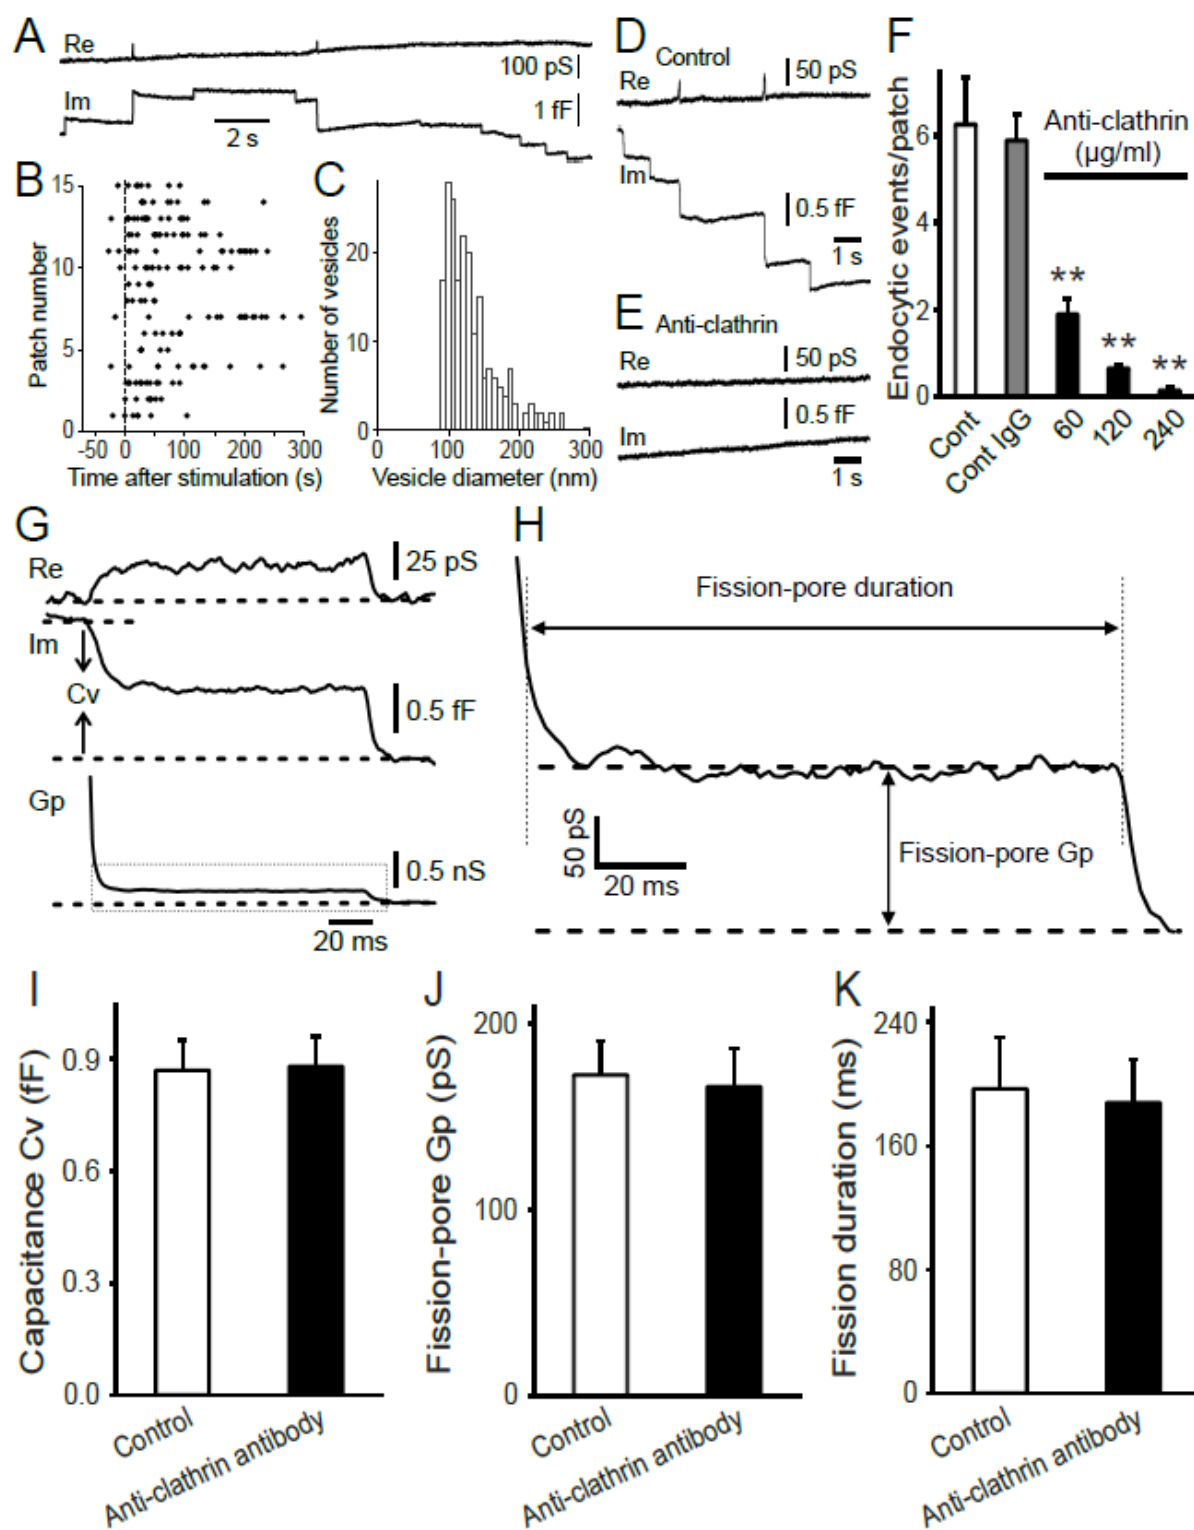 A
Re
100 pS
Im
1 fF
2 s
B
15
10
5
0
Patch number
-50 0 100 200 300
Time after stimulation (s)
C
20
10
0
Number of vesicles
0 100 200 300
Vesicle diameter (nm)
D
Control
Re
50 pS
Im
0.5 fF
1 s
E
Anti-clathrin
Re
50 pS
0.5 fF
Im
1 s
F
Endocytic events/patch
6
4
2
0
Anti-clathrin
(µg/ml)
**
**
**
Cont
Cont IgG
60
120
240
G
Re
25 pS
Im
Cv
0.5 fF
Gp
0.5 nS
20 ms
H
Fission-pore duration
50 pS
20 ms
Fission-pore Gp
I
Capacitance Cv (fF)
0.9
0.6
0.3
0.0
Control
Anti-clathrin antibody
J
Fission-pore Gp (pS)
200
100
0
Control
Anti-clathrin antibody
K
Fission duration (ms)
240
160
80
0
Control
Anti-clathrin antibody